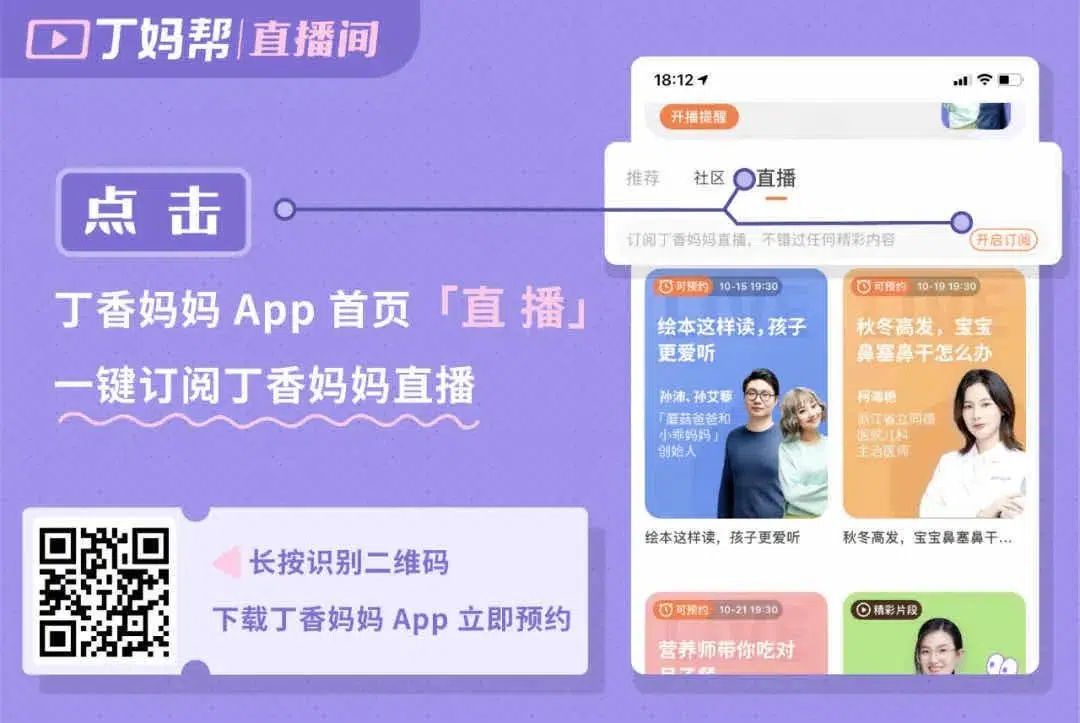 丁妈帮|直播间
点 击
丁香妈妈 App 首页「直 播」
一键订阅丁香妈妈直播
长按识别二维码
下载丁香妈妈 App 立即预约
18:12
开播提醒
推荐 社区 直播
订阅丁香妈妈直播，不错过任何精彩内容
开启订阅
可预约 10-15 19:30
绘本这样读，孩子
更爱听
孙沛、孙艾藜
「蘑菇爸爸和
小乖妈妈」
创始人
绘本这样读，孩子更爱听
可预约 10-19 19:30
秋冬高发，宝宝
鼻塞鼻干怎么办
柯海艳
浙江省立同德
医院儿科
主治医师
秋冬高发，宝宝鼻塞鼻干...
可预约 10-21 19:30
营养师带你吃对
月子餐
精彩片段